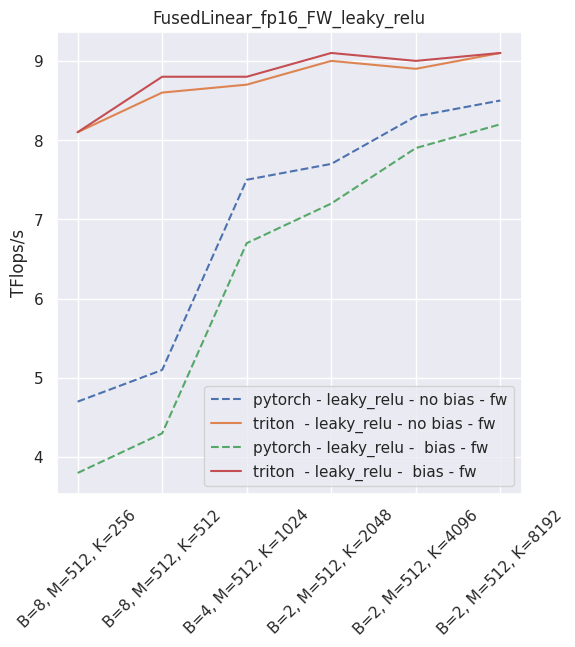 FusedLinear_fp16_FW_leaky_relu
TFlops/s
9
8
7
6
5
4
pytorch - leaky_relu - no bias - fw
triton  - leaky_relu - no bias - fw
pytorch - leaky_relu -  bias - fw
triton  - leaky_relu -  bias - fw
B=8, M=512, K=256
B=8, M=512, K=512
B=4, M=512, K=1024
B=2, M=512, K=2048
B=2, M=512, K=4096
B=2, M=512, K=8192